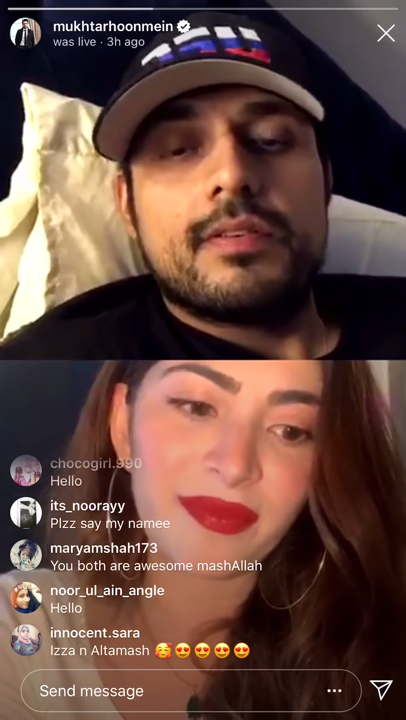 mukhtarhoonmein
was live · 3h ago
chocogirl.990
Hello
its_noorayy
Plzz say my namee
maryamshah173
You both are awesome mashAllah
noor_ul_ain_angle
Hello
innocent.sara
Izza n Altamash 🥰😍😍😍😍
Send message